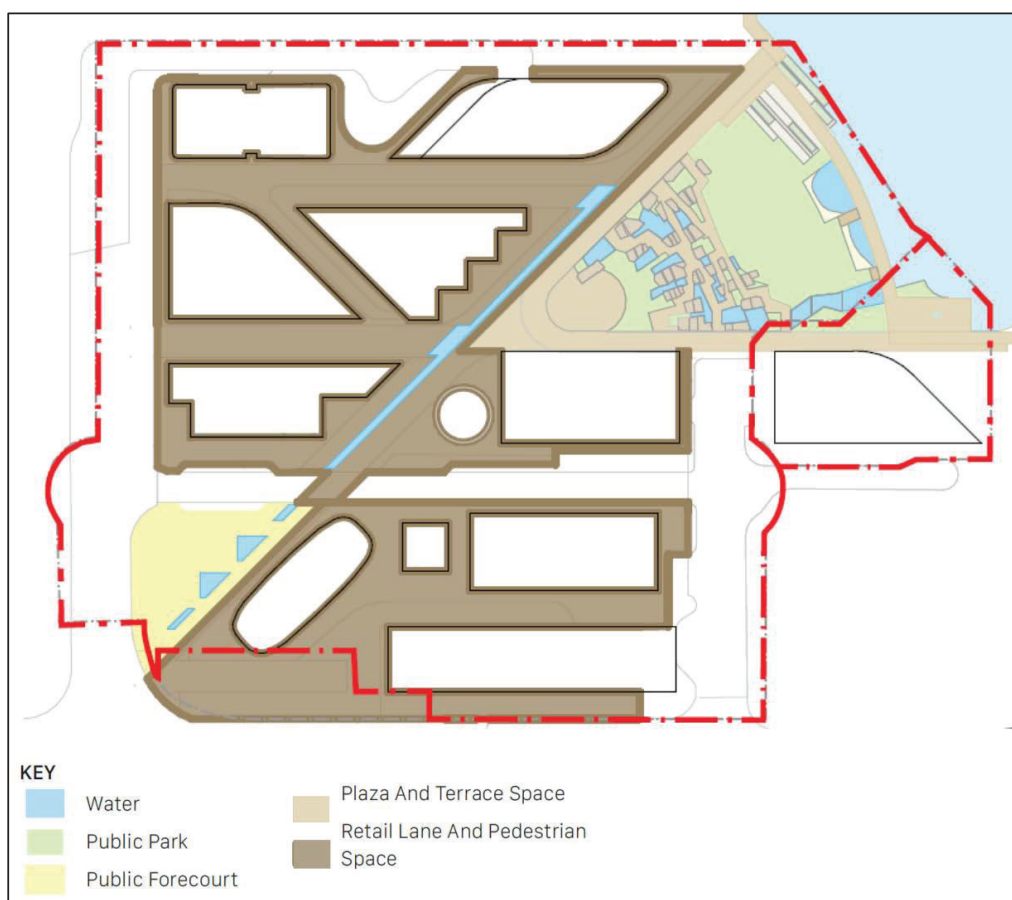 KEY
Water
Public Park
Public Forecourt
Plaza And Terrace Space
Retail Lane And Pedestrian
Space